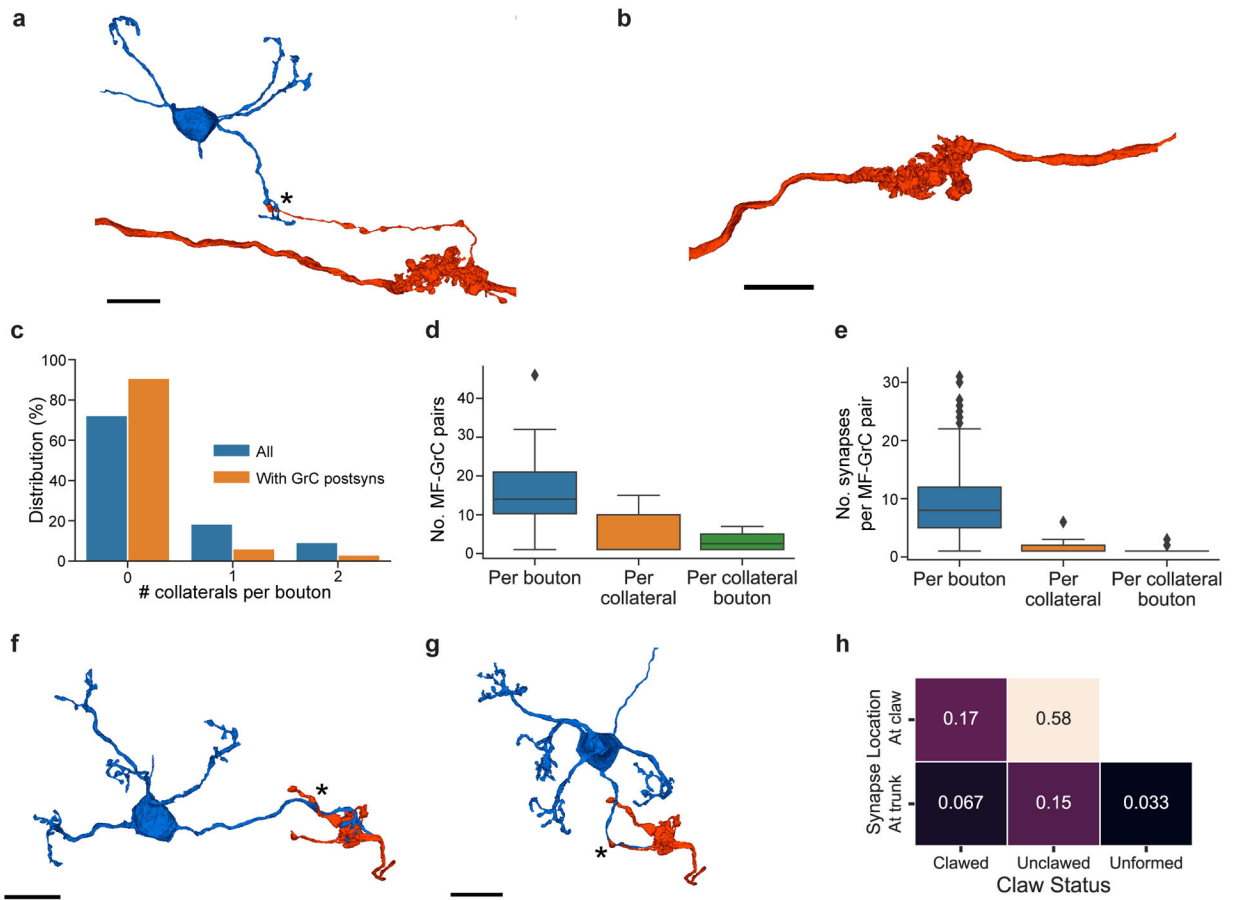 a
b
*
c
100
80
60
40
20
0
Distribution (%)
All
With GrC postsyns
0
1
2
# collaterals per bouton
d
40
30
20
10
0
No. MF-GrC pairs
Per bouton
Per
collateral
Per collateral
bouton
e
30
20
10
0
No. synapses
per MF-GrC pair
Per bouton
Per
collateral
Per collateral
bouton
f
*
g
*
h
Synapse Location
At trunk
At claw
0.17
0.58
0.067
0.15
0.033
Clawed
Unclawed
Unformed
Claw Status